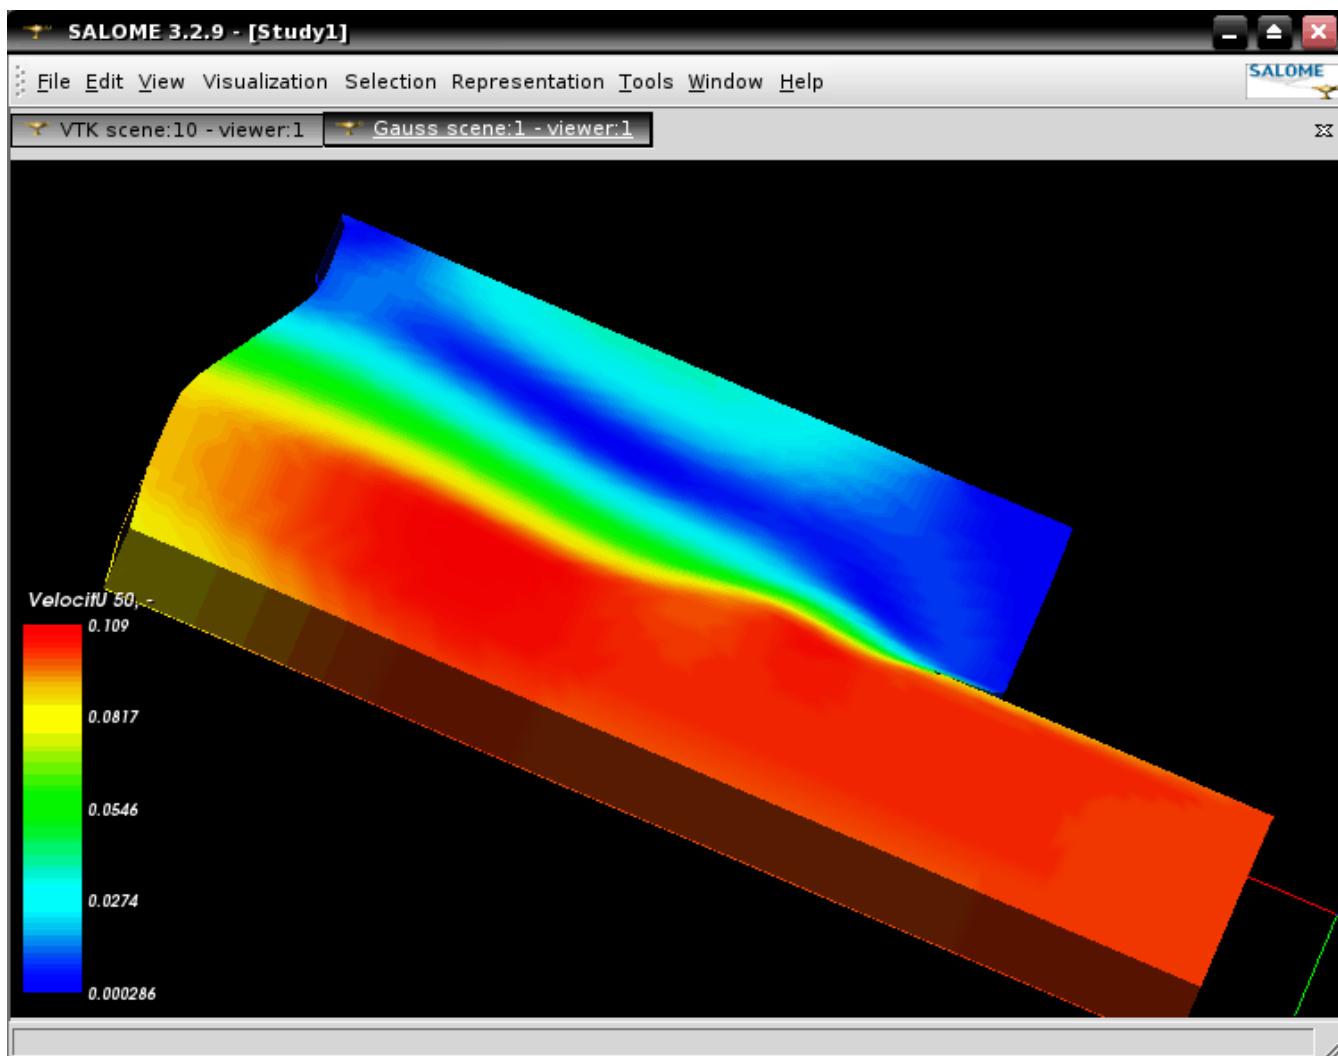 SALOME 3.2.9 - [Study1]
File Edit View Visualization Selection Representation Tools Window Help
SALOME
VTK scene:10 - viewer:1 Gauss scene:1 - viewer:1
50, -
0.109
0.0817
0.0546
0.0274
0.000286